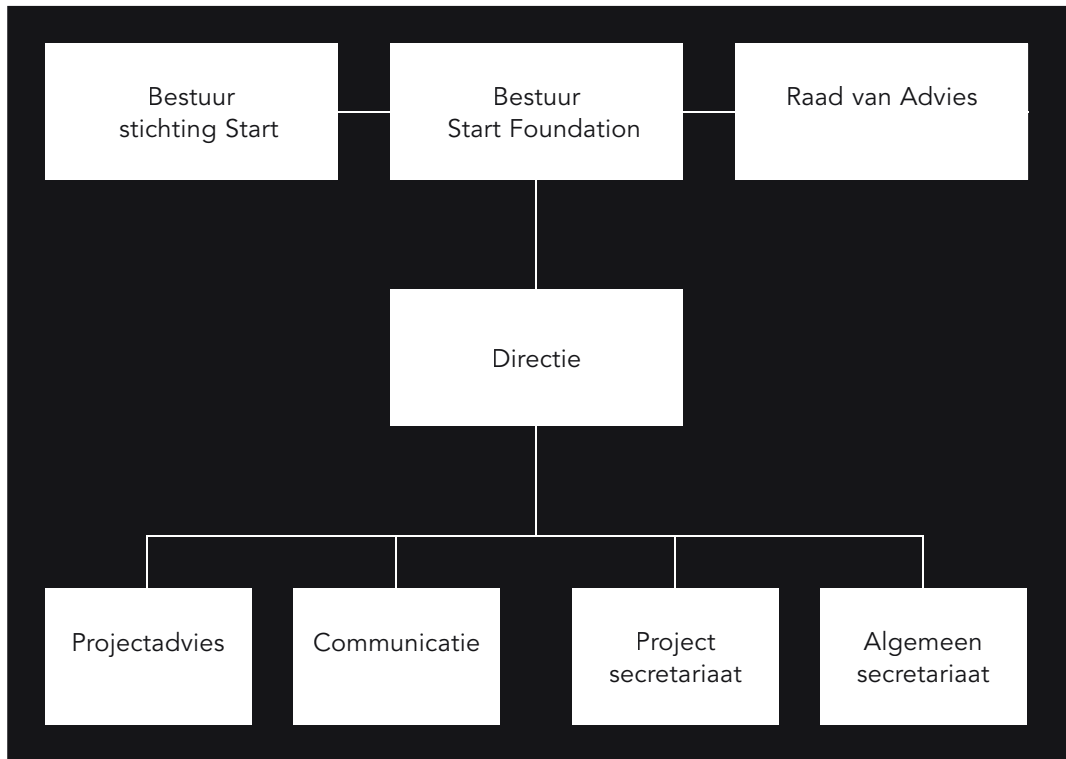 Bestuur
stichting Start
Bestuur
Start Foundation
Raad van Advies
Directie
Projectadvies
Communicatie
Project
secretariaat
Algemeen
secretariaat